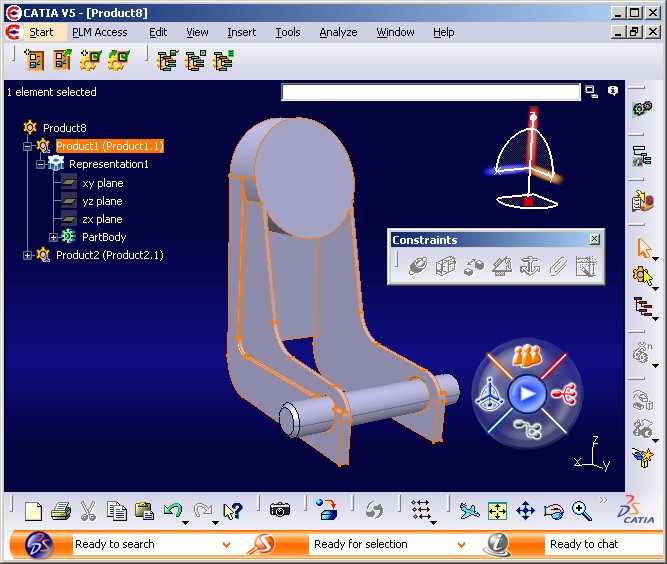 CATIA V5 - [Product8]
Start PLM Access Edit View Insert Tools Analyze Window Help
1 element selected
Product8
Product1 (Product1.1)
Representation1
xy plane
yz plane
zx plane
PartBody
Product2 (Product2.1)
Constraints
z
x y
CATIA
Ready to search Ready for selection Ready to chat